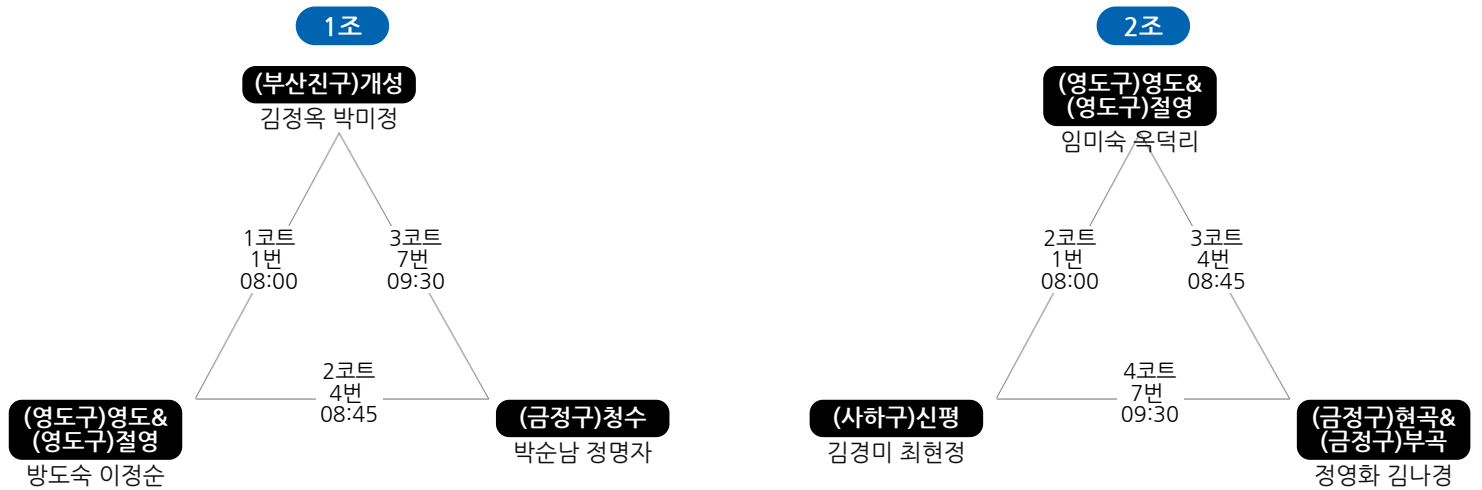 1조
(부산진구)개성
김정옥 박미정
1코트
1번
08:00
3코트
7번
09:30
2코트
4번
08:45
(영도구)영도&
(영도구)절영
방도숙 이정순
(금정구)청수
박순남 정명자
2조
(영도구)영도&
(영도구)절영
임미숙 옥덕리
2코트
1번
08:00
3코트
4번
08:45
4코트
7번
09:30
(사하구)신평
김경미 최현정
(금정구)현곡&
(금정구)부곡
정영화 김나경